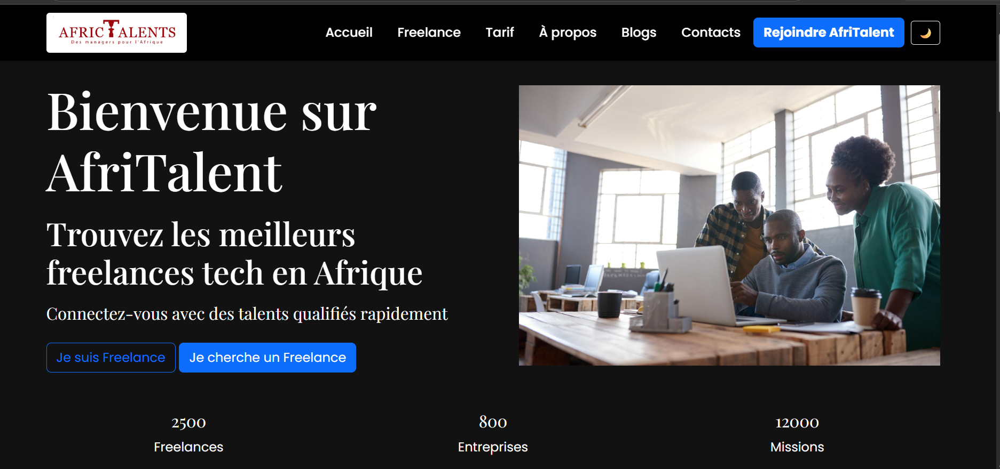 AFRICTALENTS
Des managers pour l'Afrique
Accueil
Freelance
Tarif
À propos
Blogs
Contacts
Rejoindre AfriTalent
Bienvenue sur
AfriTalent
Trouvez les meilleurs
freelances tech en Afrique
Connectez-vous avec des talents qualifiés rapidement
Je suis Freelance
Je cherche un Freelance
2500
Freelances
800
Entreprises
12000
Missions